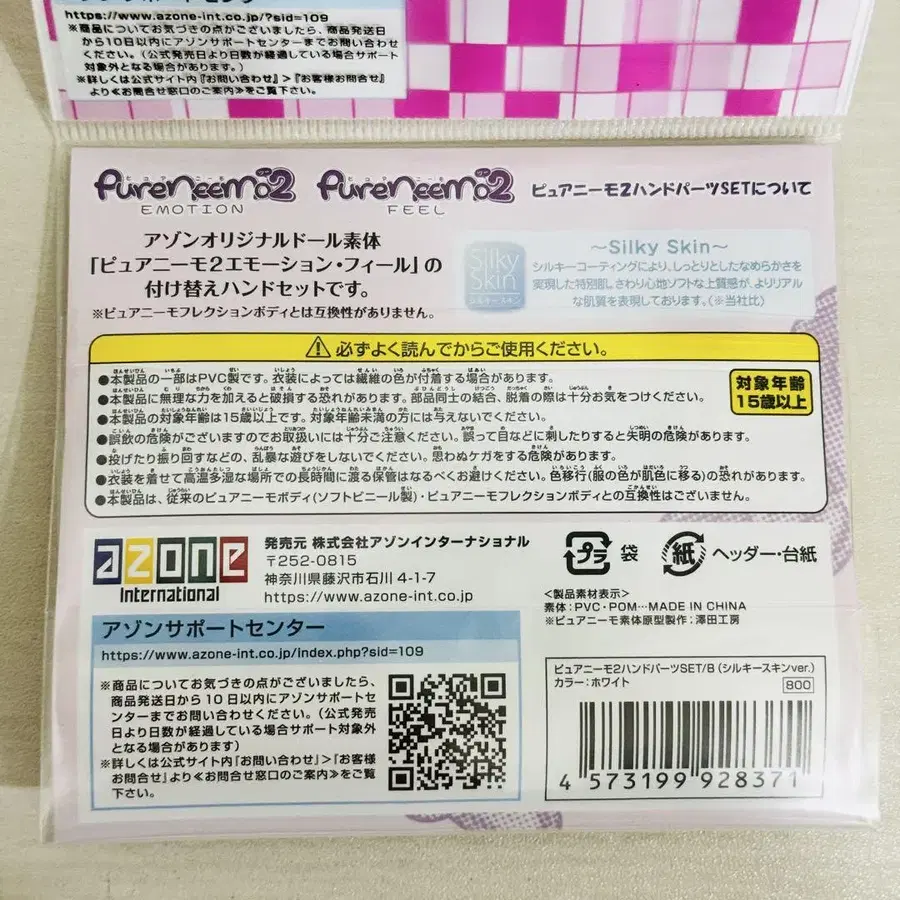 https://www.azone-int.co.jp/?sid=109
※商品についてお気づきの点がございましたら、商品発送日
から10日以内にアゾンサポートセンターまでお問い合わせ
ください。（公式発売日より日数が経過している場合サポート
対象外となる場合があります。）
※詳しくは公式サイト内『お問い合わせ』>『お客様お問合せ』
より≪お問合せ窓口のご案内≫をご覧下さい。
ピュアニーモツー
PureNeemo2
EMOTION
ピュアニーモツー
PureNeemo2
FEEL
ピュアニーモ2ハンドパーツSETについて
アゾンオリジナルドール素体
「ピュアニーモ2エモーション・フィール」の
付け替えハンドセットです。
※ピュアニーモフレクションボディとは互換性がありません。
Silky
Skin
シルキースキン
～Silky Skin～
シルキーコーティングにより、しっとりとしたなめらかさを
実現した特別肌。さわり心地ソフトな上質感が、よりリアル
な肌質を表現しております。（※当社比）
必ずよく読んでからご使用ください。
●本製品の一部はPVC製です。衣装によっては繊維の色が付着する場合があります。
●本製品に無理な力を加えると破損する恐れがあります。部品同士の結合、脱着の際は十分お気をつけください。
●本製品の対象年齢は15歳以上です。対象年齢未満の方には与えないでください。
●誤飲の危険がございますのでお取扱いには十分ご注意ください。誤って目などに刺したりすると失明の危険があります。
●投げたり振り回すなどの、乱暴な遊びをしないでください。思わぬケガをする危険があります。
●衣装を着せて高温多湿な場所での長時間に渡る保管はなるべくお避けください。色移行（服の色が肌色に移る）の恐れがあります。
●本製品は、従来のピュアニーモボディ（ソフトビニール製）・ピュアニーモフレクションボディとの互換性はございません。
対象年齢
15歳以上
azone
International
発売元 株式会社アゾンインターナショナル
〒252-0815
神奈川県藤沢市石川 4-1-7
https://www.azone-int.co.jp
プラ 袋
紙 ヘッダー・台紙
<製品素材表示>
素体：PVC・POM…MADE IN CHINA
※ピュアニーモ素体原型製作：澤田工房
アゾンサポートセンター
https://www.azone-int.co.jp/index.php?sid=109
※商品についてお気づきの点がございましたら、
商品発送日から10日以内にアゾンサポートセ
ンターまでお問い合わせください。（公式発売
日より日数が経過している場合サポート対象外
となる場合があります）
※詳しくは公式サイト内『お問い合わせ』>『お客様
お問合せ』より≪お問合せ窓口のご案内≫をご覧
下さい。
ピュアニーモ2ハンドパーツSET/B（シルキースキンver.）
カラー：ホワイト
800
4 573199 928371